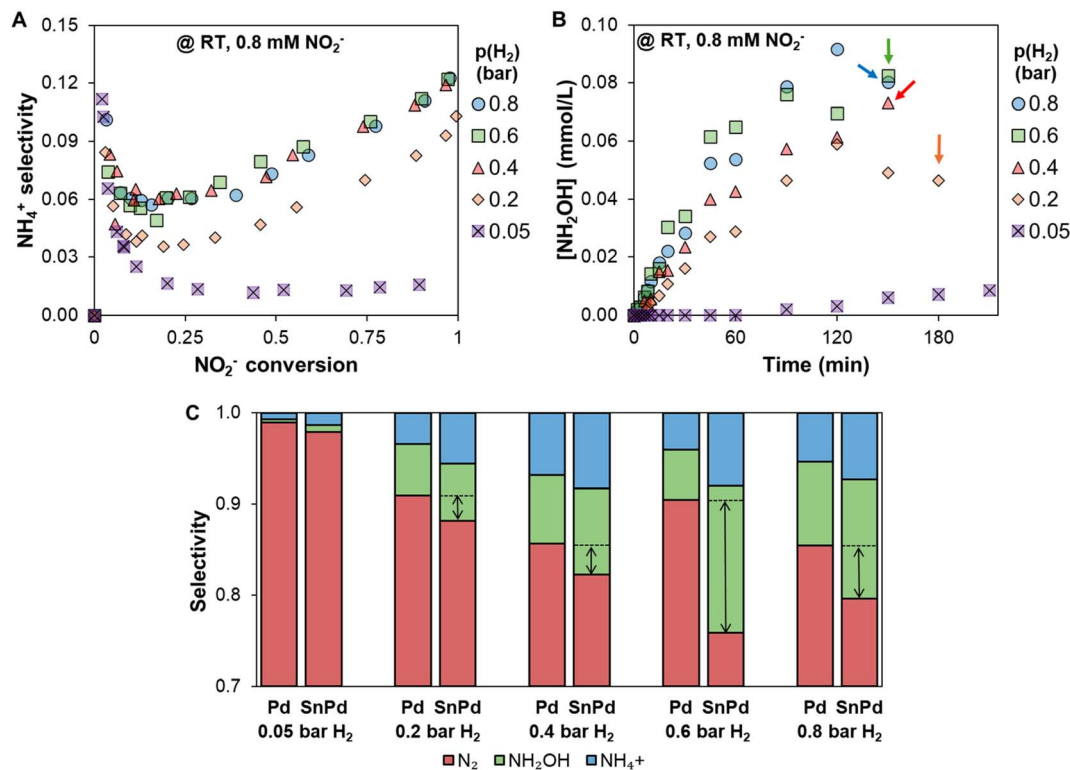 A
@ RT, 0.8 mM NO₂⁻
NH₄⁺ selectivity
0.15
0.12
0.09
0.06
0.03
0.00
0
0.25
0.5
0.75
1
NO₂⁻ conversion
p(H₂)
(bar)
0.8
0.6
0.4
0.2
0.05
B
@ RT, 0.8 mM NO₂⁻
[NH₂OH] (mmol/L)
0.10
0.08
0.06
0.04
0.02
0.00
0
60
120
180
Time (min)
p(H₂)
(bar)
0.8
0.6
0.4
0.2
0.05
C
Selectivity
1.0
0.9
0.8
0.7
Pd SnPd Pd SnPd Pd SnPd Pd SnPd Pd SnPd
0.05 bar H₂ 0.2 bar H₂ 0.4 bar H₂ 0.6 bar H₂ 0.8 bar H₂
N₂ NH₂OH NH₄+